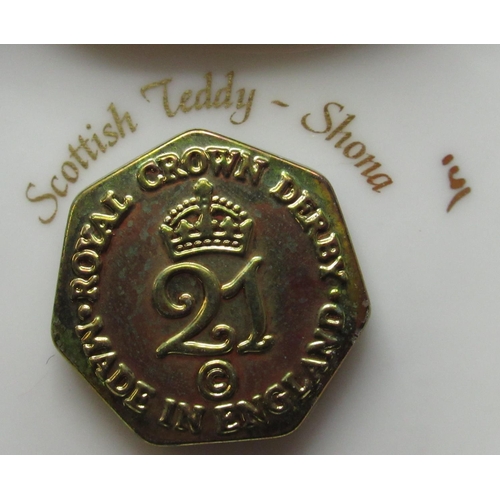 Scottish Teddy - Shona
ROYAL CROWN DERBY
21
©
• MADE IN ENGLAND •